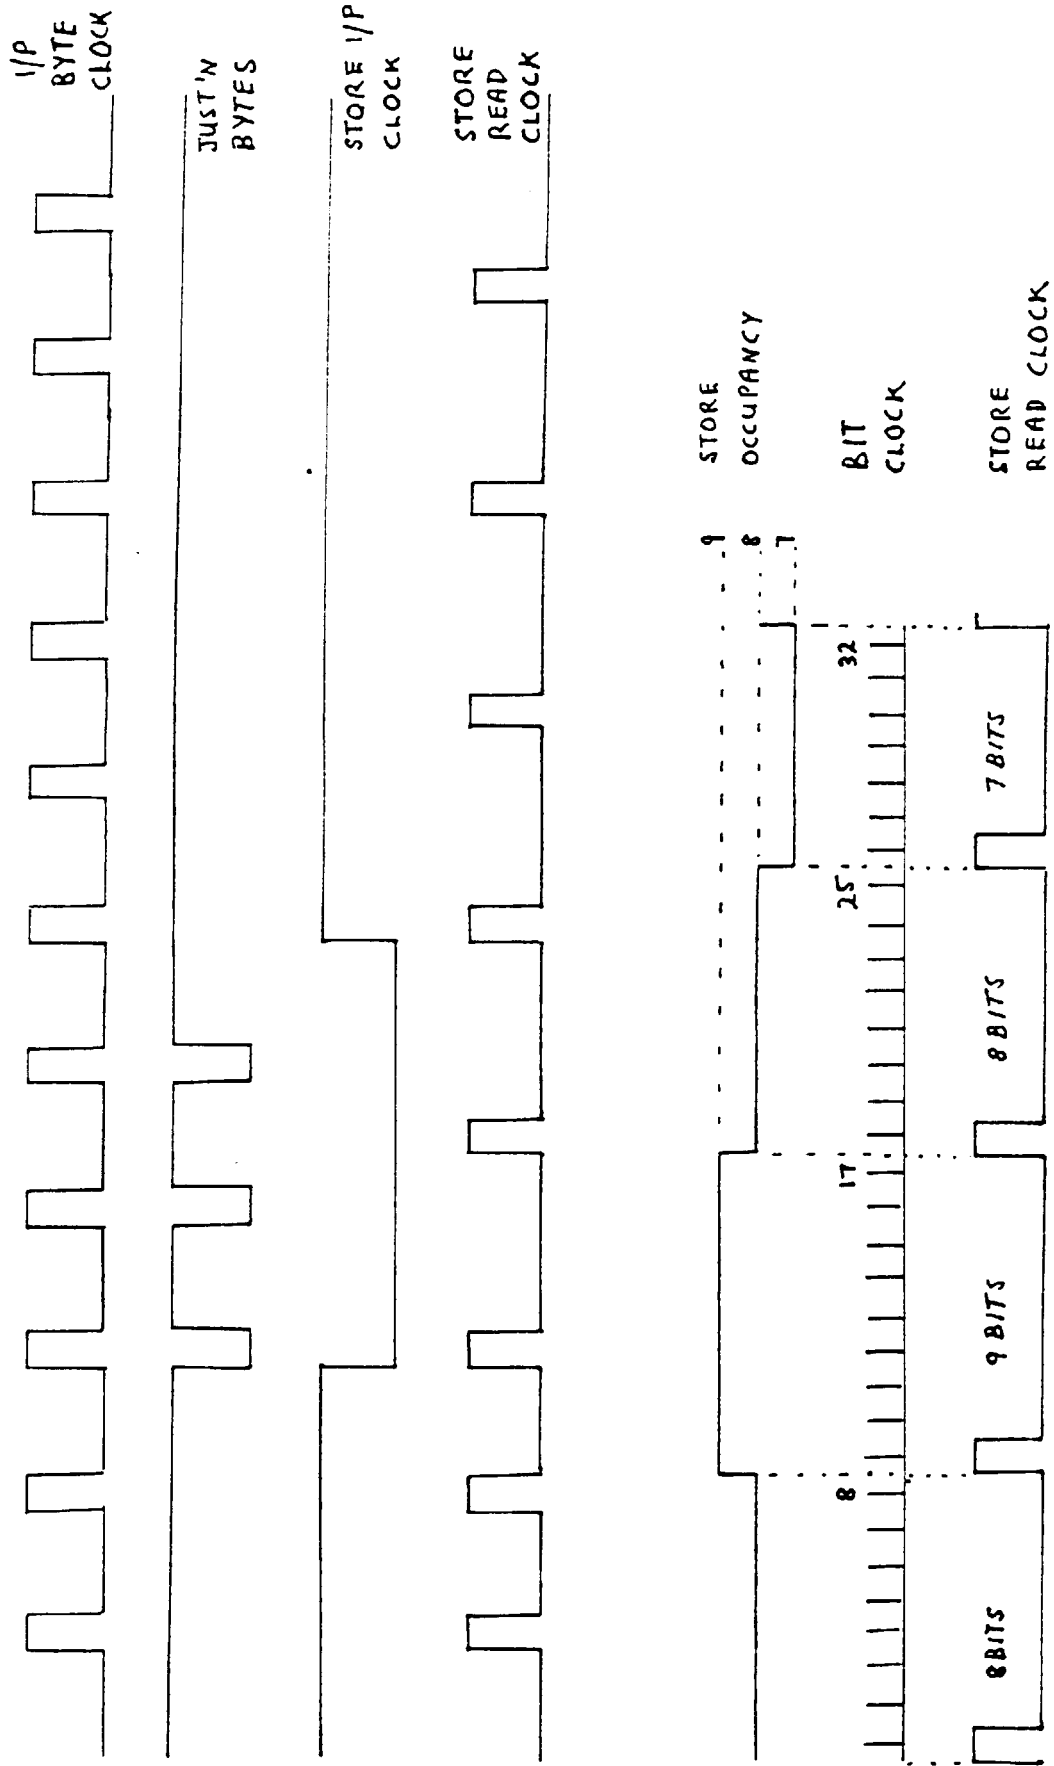 I/P
BYTE
CLOCK
JUST'N
BYTES
STORE I/P
CLOCK
STORE
READ
CLOCK
STORE
OCCUPANCY
9
8
7
BIT
CLOCK
8
17
25
32
STORE
READ CLOCK
8 BITS
9 BITS
8 BITS
7 BITS